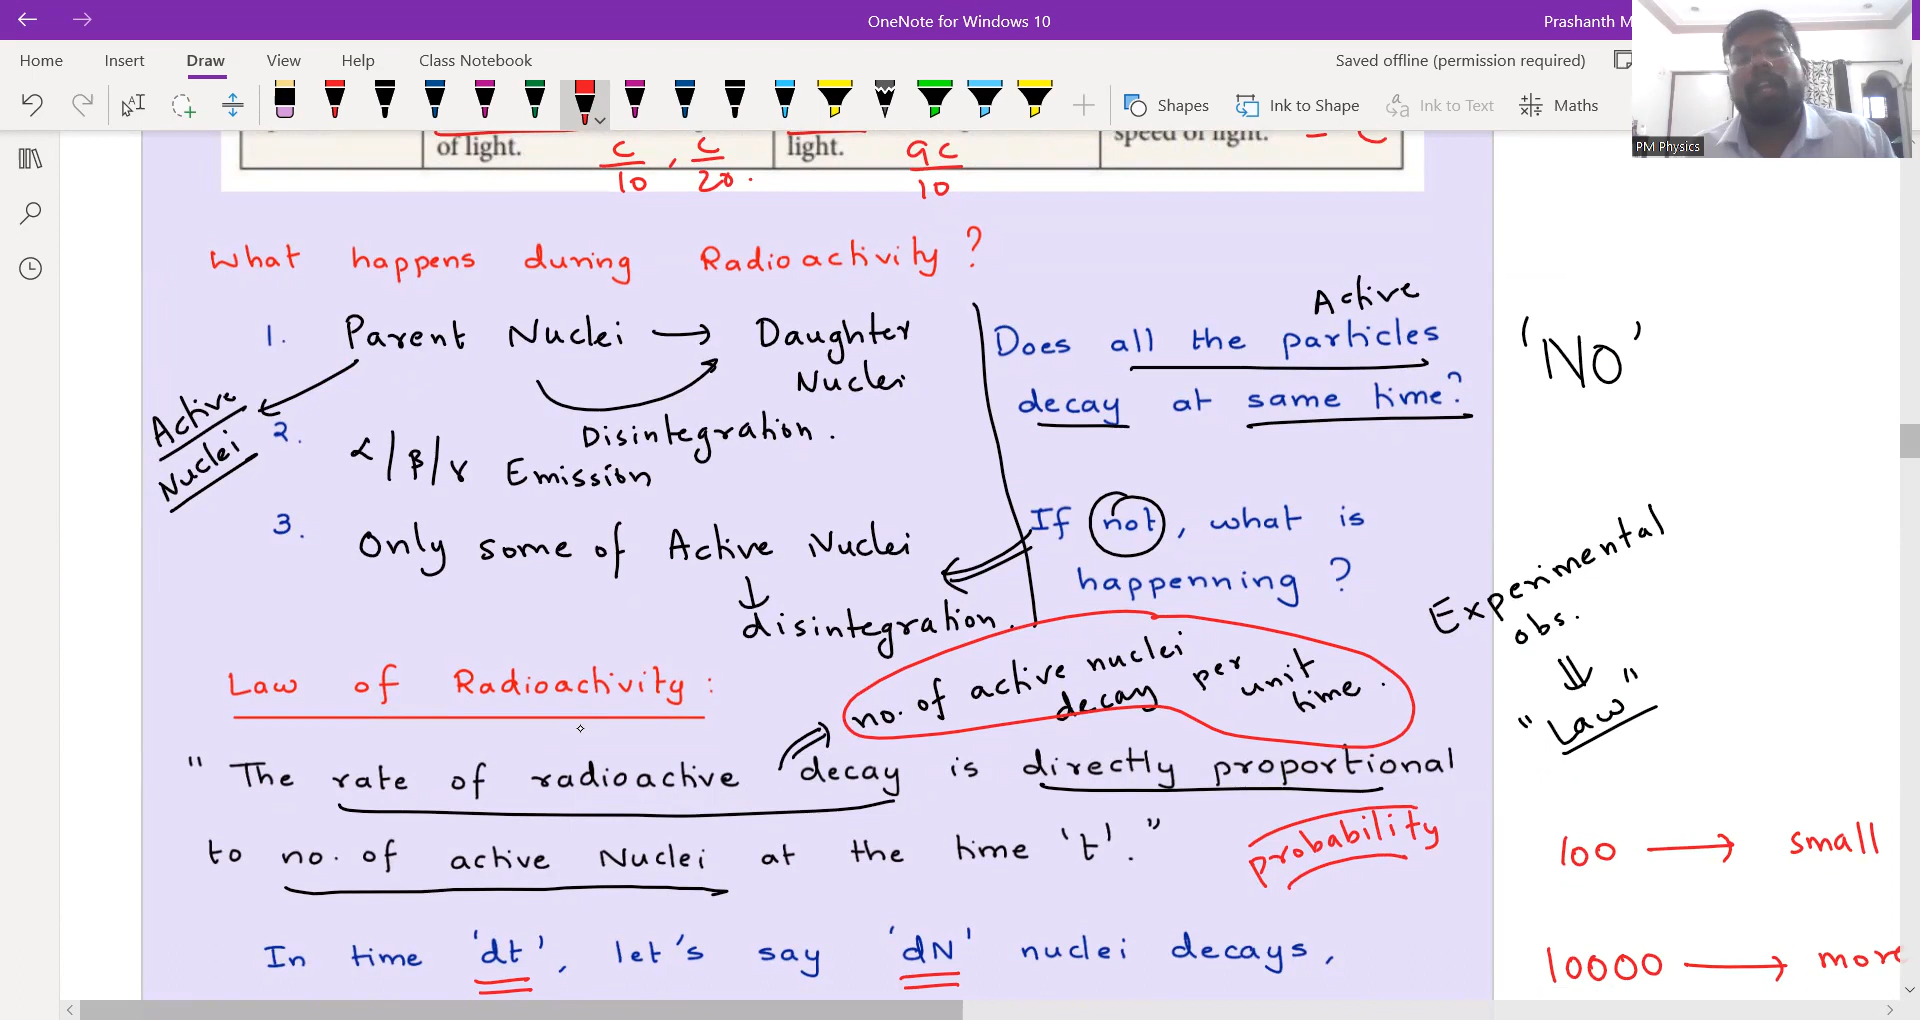 OneNote for Windows 10
Prashanth M
Home Insert Draw View Help Class Notebook
Saved offline (permission required)
Shapes Ink to Shape Ink to Text Maths
PM Physics
of light. c/10 , c/20 .
light. 9c/10
speed of light. = c
What happens during Radioactivity ?
1. Parent Nuclei → Daughter Nuclei
Disintegration .
Active Nuclei
2. α/β/γ Emission
3. Only some of Active Nuclei
↓
disintegration .
Active
Does all the particles
decay at same time?
'NO'
If not, what is
happenning ?
Experimental
obs.
⇓
"Law"
Law of Radioactivity :
no. of active nuclei
decay per unit time .
" The rate of radioactive decay is directly proportional
to no. of active Nuclei at the time 't'. "
probability
100 → small
In time 'dt', let's say 'dN' nuclei decays,
10000 → more